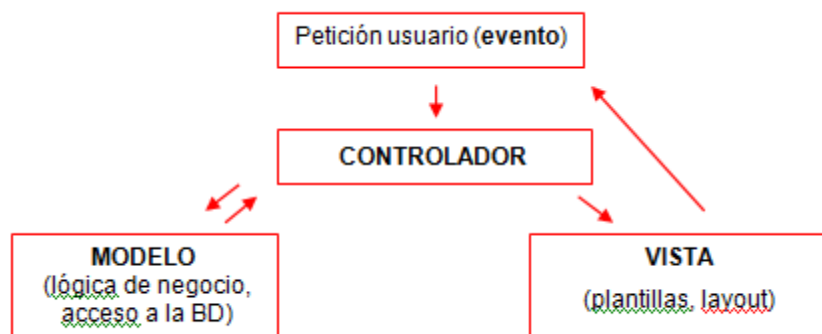 Petición usuario (evento)
CONTROLADOR
MODELO
(lógica de negocio,
acceso a la BD)
VISTA
(plantillas, layout)